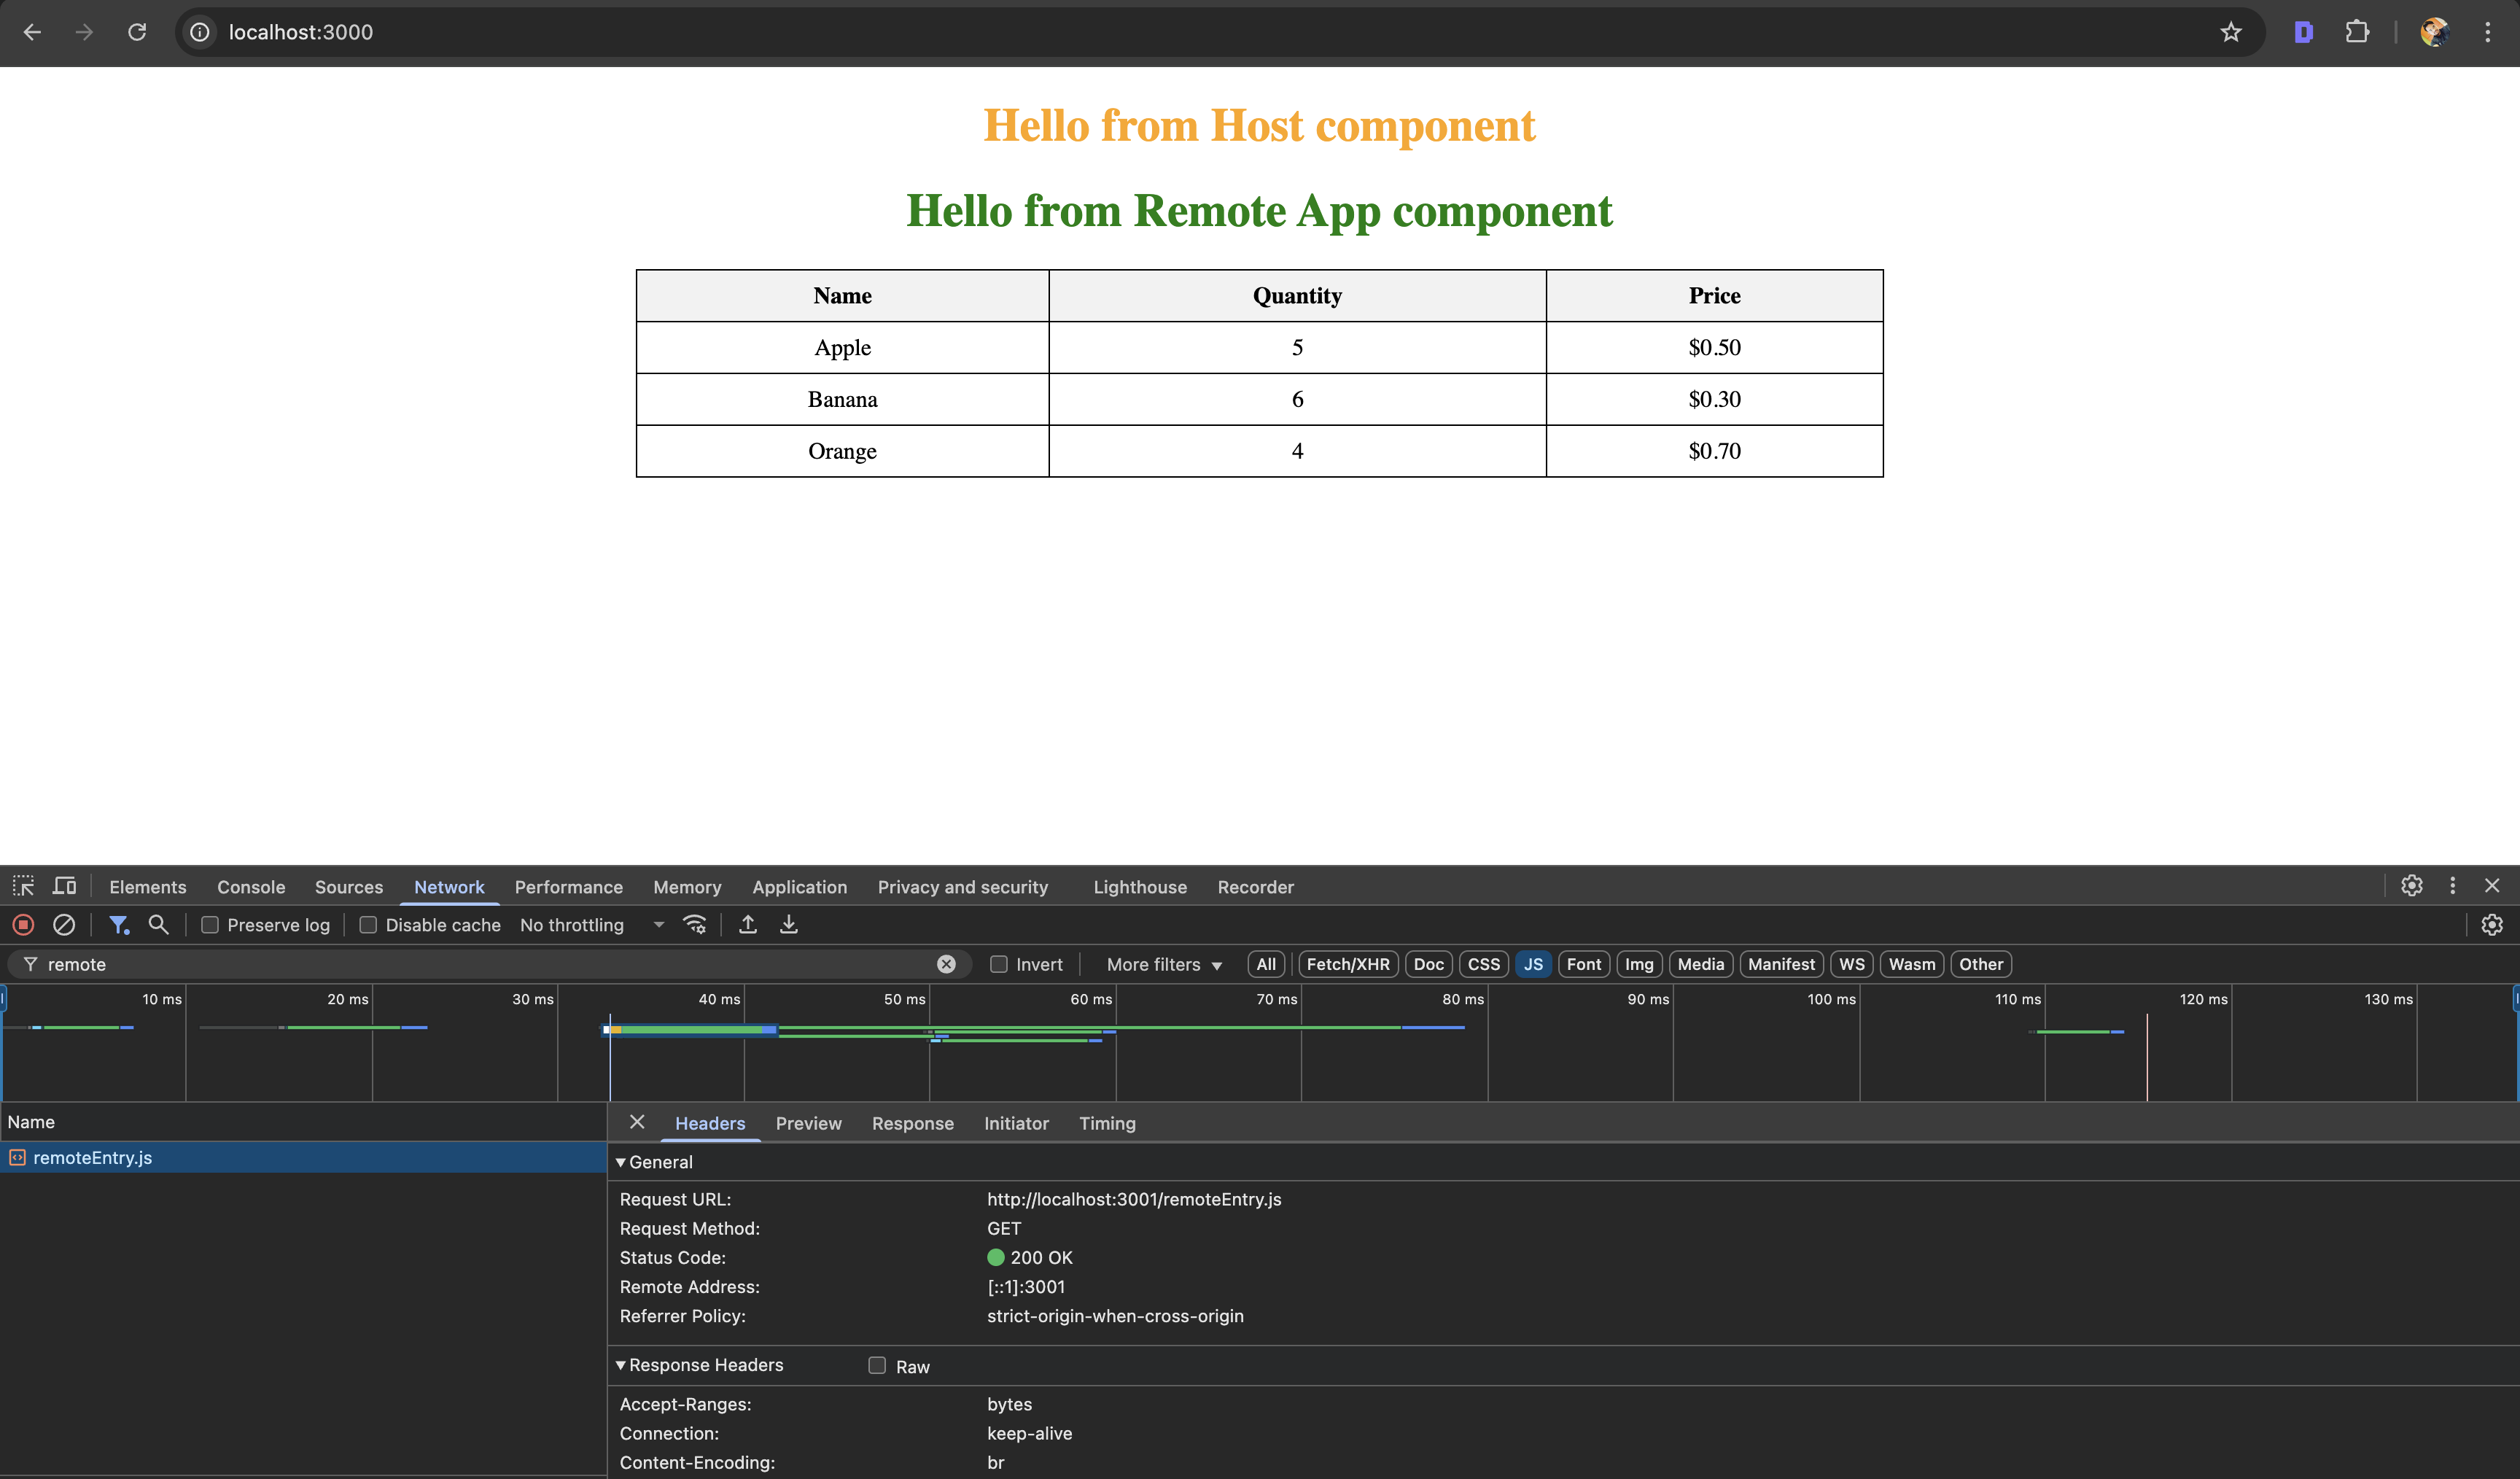 localhost:3000
Hello from Host component
Hello from Remote App component
Name Quantity Price
Apple 5 $0.50
Banana 6 $0.30
Orange 4 $0.70
Elements Console Sources Network Performance Memory Application Privacy and security Lighthouse Recorder
Preserve log Disable cache No throttling
remote Invert More filters All Fetch/XHR Doc CSS JS Font Img Media Manifest WS Wasm Other
10 ms 20 ms 30 ms 40 ms 50 ms 60 ms 70 ms 80 ms 90 ms 100 ms 110 ms 120 ms 130 ms
Name Headers Preview Response Initiator Timing
remoteEntry.js
General
Request URL: http://localhost:3001/remoteEntry.js
Request Method: GET
Status Code: 200 OK
Remote Address: [::1]:3001
Referrer Policy: strict-origin-when-cross-origin
Response Headers Raw
Accept-Ranges: bytes
Connection: keep-alive
Content-Encoding: br